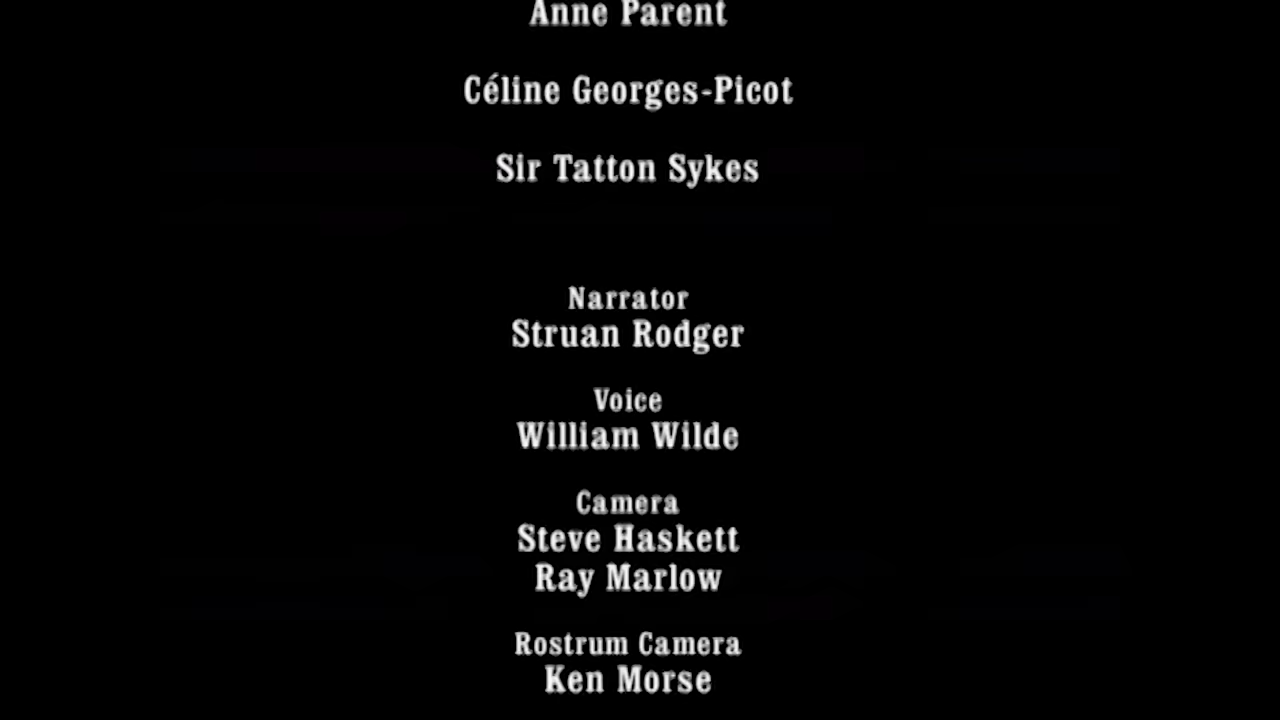 Anne Parent
Céline Georges-Picot
Sir Tatton Sykes
Narrator
Struan Rodger
Voice
William Wilde
Camera
Steve Haskett
Ray Marlow
Rostrum Camera
Ken Morse